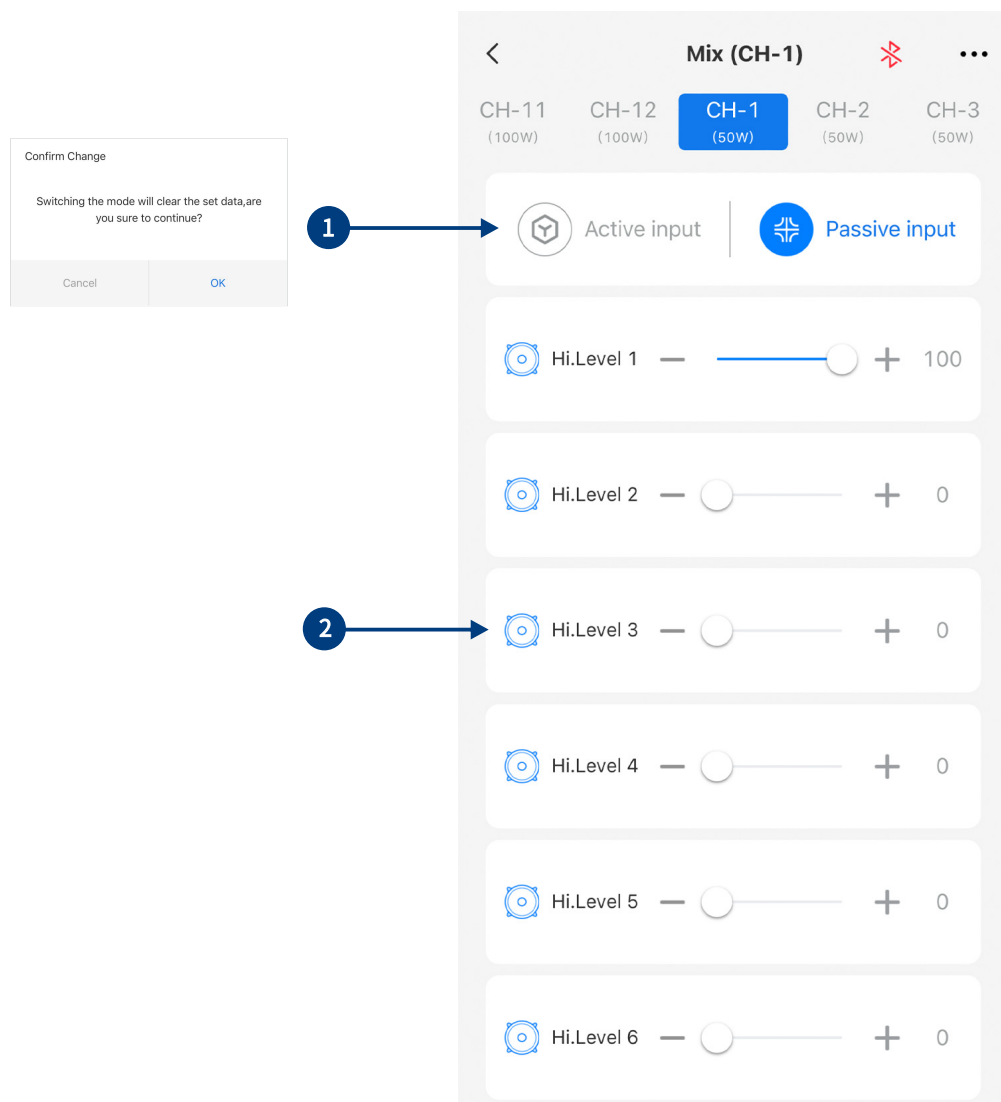 Mix (CH-1)
CH-11 CH-12 CH-1 CH-2 CH-3
(100W) (100W) (50W) (50W) (50W)
Confirm Change
Switching the mode will clear the set data,are
you sure to continue?
Cancel OK
1
Active input Passive input
Hi.Level 1 100
Hi.Level 2 0
2
Hi.Level 3 0
Hi.Level 4 0
Hi.Level 5 0
Hi.Level 6 0